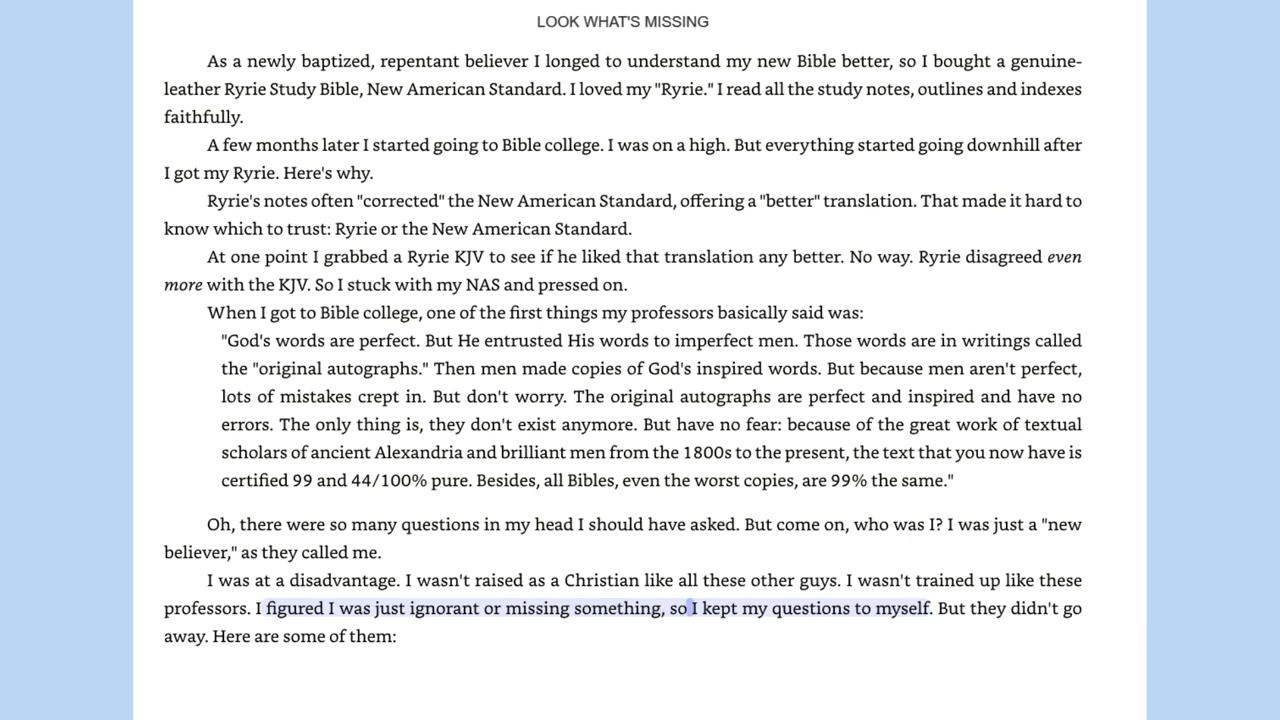 LOOK WHAT'S MISSING
As a newly baptized, repentant believer I longed to understand my new Bible better, so I bought a genuine-
leather Ryrie Study Bible, New American Standard. I loved my "Ryrie." I read all the study notes, outlines and indexes
faithfully.
A few months later I started going to Bible college. I was on a high. But everything started going downhill after
I got my Ryrie. Here's why.
Ryrie's notes often "corrected" the New American Standard, offering a "better" translation. That made it hard to
know which to trust: Ryrie or the New American Standard.
At one point I grabbed a Ryrie KJV to see if he liked that translation any better. No way. Ryrie disagreed even
more with the KJV. So I stuck with my NAS and pressed on.
When I got to Bible college, one of the first things my professors basically said was:
"God's words are perfect. But He entrusted His words to imperfect men. Those words are in writings called
the "original autographs." Then men made copies of God's inspired words. But because men aren't perfect,
lots of mistakes crept in. But don't worry. The original autographs are perfect and inspired and have no
errors. The only thing is, they don't exist anymore. But have no fear: because of the great work of textual
scholars of ancient Alexandria and brilliant men from the 1800s to the present, the text that you now have is
certified 99 and 44/100% pure. Besides, all Bibles, even the worst copies, are 99% the same."
Oh, there were so many questions in my head I should have asked. But come on, who was I? I was just a "new
believer," as they called me.
I was at a disadvantage. I wasn't raised as a Christian like all these other guys. I wasn't trained up like these
professors. I figured I was just ignorant or missing something, so I kept my questions to myself. But they didn't go
away. Here are some of them: